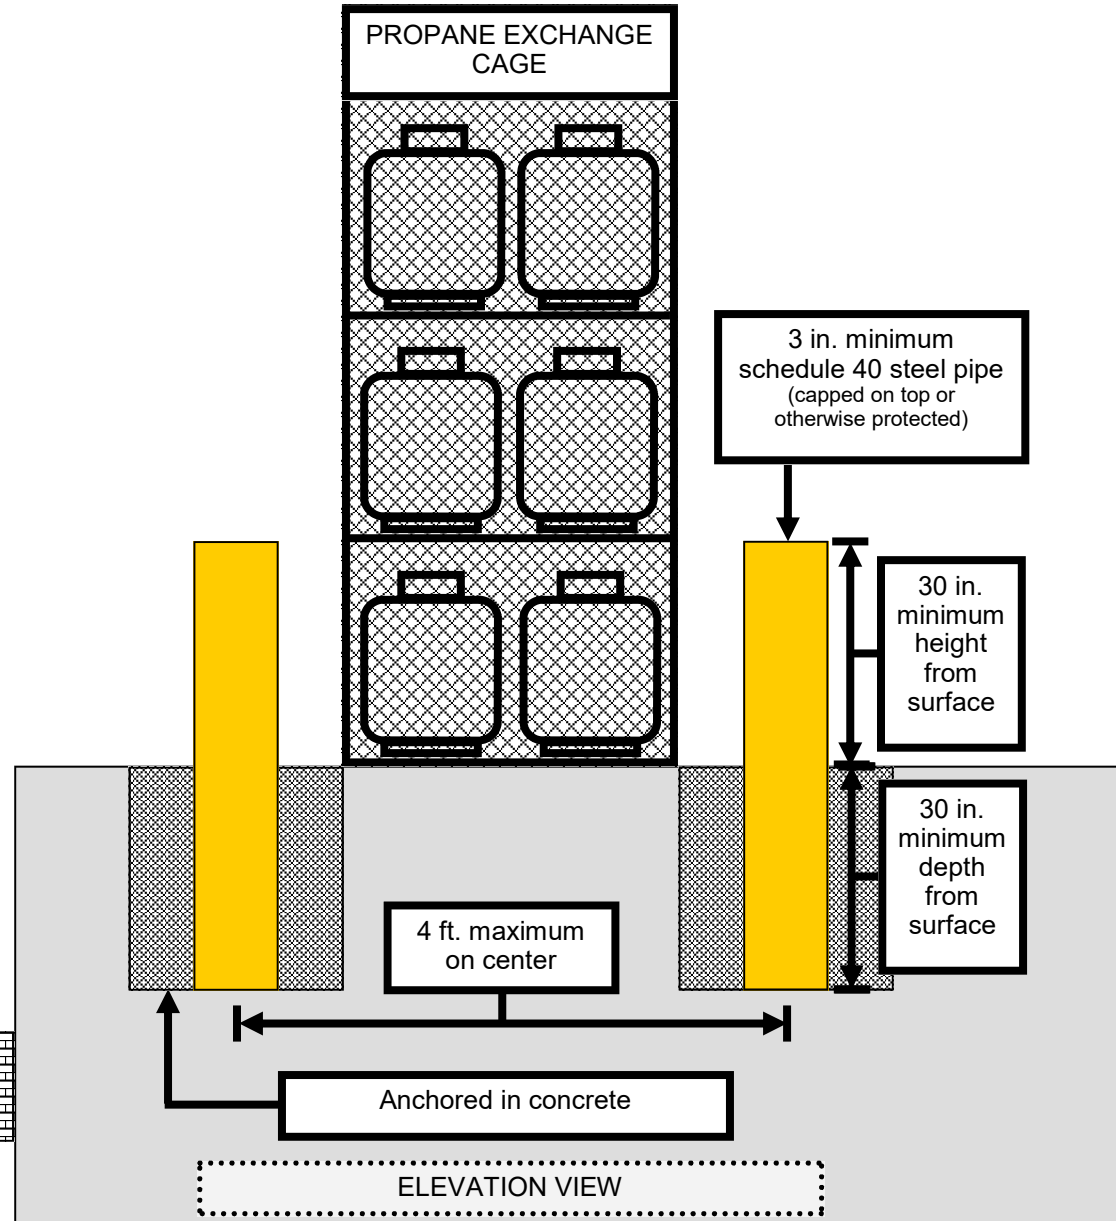 PROPANE EXCHANGE
CAGE
3 in. minimum
schedule 40 steel pipe
(capped on top or
otherwise protected)
30 in.
minimum
height
from
surface
30 in.
minimum
depth
from
surface
4 ft. maximum
on center
Anchored in concrete
ELEVATION VIEW